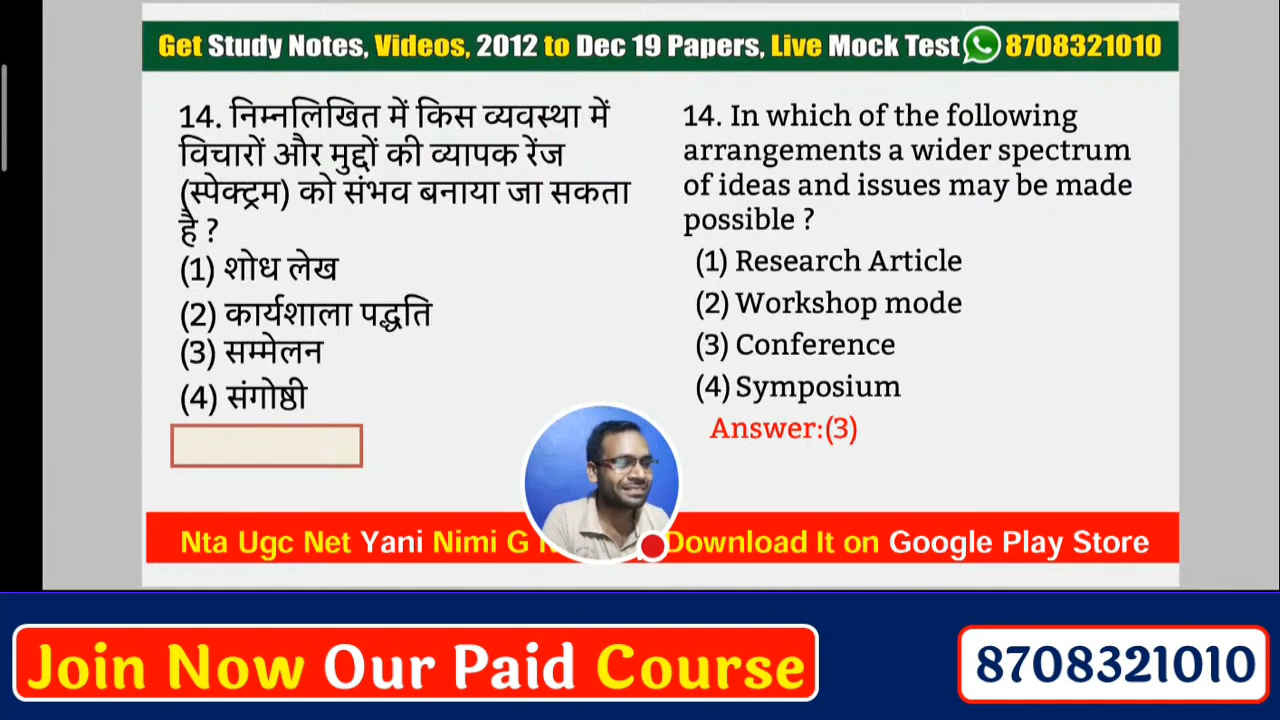 Get Study Notes, Videos, 2012 to Dec 19 Papers, Live Mock Test 8708321010
14. निम्नलिखित में किस व्यवस्था में
विचारों और मुद्दों की व्यापक रेंज
(स्पेक्ट्रम) को संभव बनाया जा सकता
है ?
(1) शोध लेख
(2) कार्यशाला पद्धति
(3) सम्मेलन
(4) संगोष्ठी
14. In which of the following
arrangements a wider spectrum
of ideas and issues may be made
possible ?
(1) Research Article
(2) Workshop mode
(3) Conference
(4) Symposium
Answer:(3)
Nta Ugc Net Yani Nimi G Download It on Google Play Store
Join Now Our Paid Course
8708321010